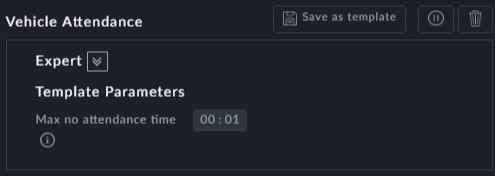 Vehicle Attendance
Save as template
Expert
Template Parameters
Max no attendance time 00 : 01